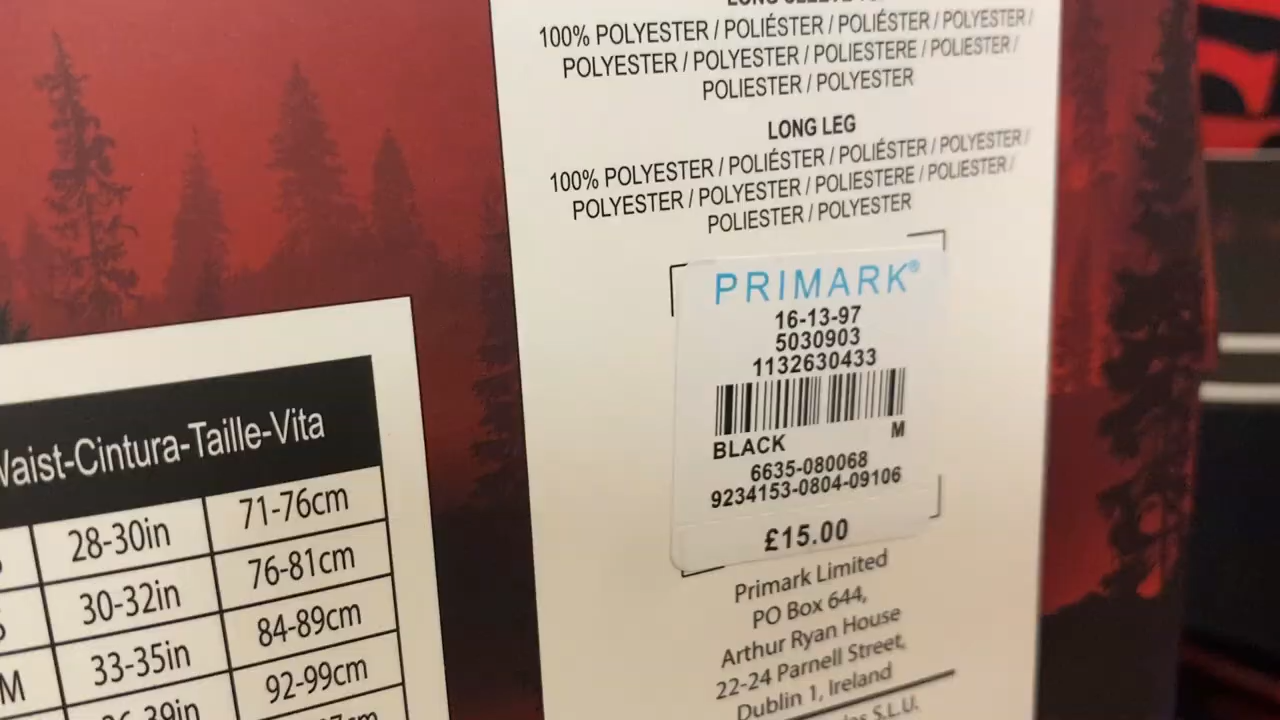 100% POLYESTER / POLIÉSTER / POLIÉSTER / POLYESTER /
POLYESTER / POLYESTER / POLIESTERE / POLIESTER /
POLIESTER / POLYESTER
LONG LEG
100% POLYESTER / POLIÉSTER / POLIÉSTER / POLYESTER /
POLYESTER / POLYESTER / POLIESTERE / POLIESTER /
POLIESTER / POLYESTER
PRIMARK®
16-13-97
5030903
1132630433
BLACK M
6635-080068
9234153-0804-09106
£15.00
Primark Limited
PO Box 644,
Arthur Ryan House
22-24 Parnell Street,
Dublin 1, Ireland
S.L.U.
Waist-Cintura-Taille-Vita
28-30in 71-76cm
30-32in 76-81cm
M 33-35in 84-89cm
92-99cm